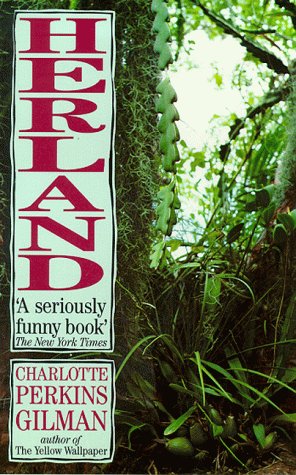 HERLAND
'A seriously
funny book'
The New York Times
CHARLOTTE
PERKINS
GILMAN
author of
The Yellow Wallpaper